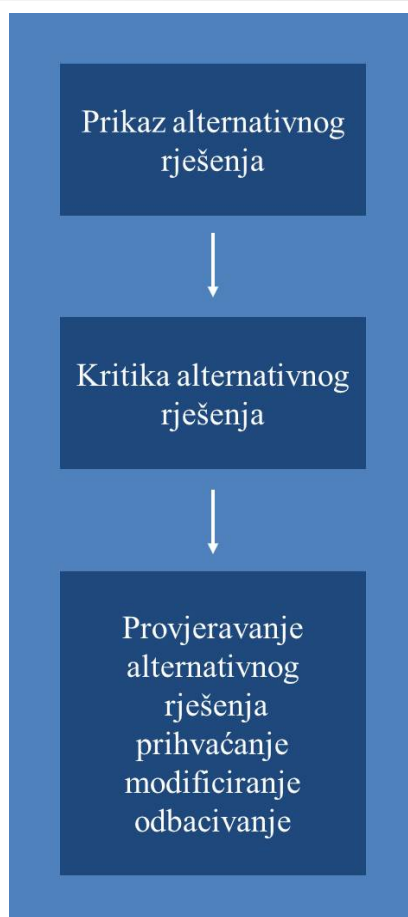 Prikaz alternativnog
rješenja
Kritika alternativnog
rješenja
Provjeravanje
alternativnog
rješenja
prihvaćanje
modificiranje
odbacivanje